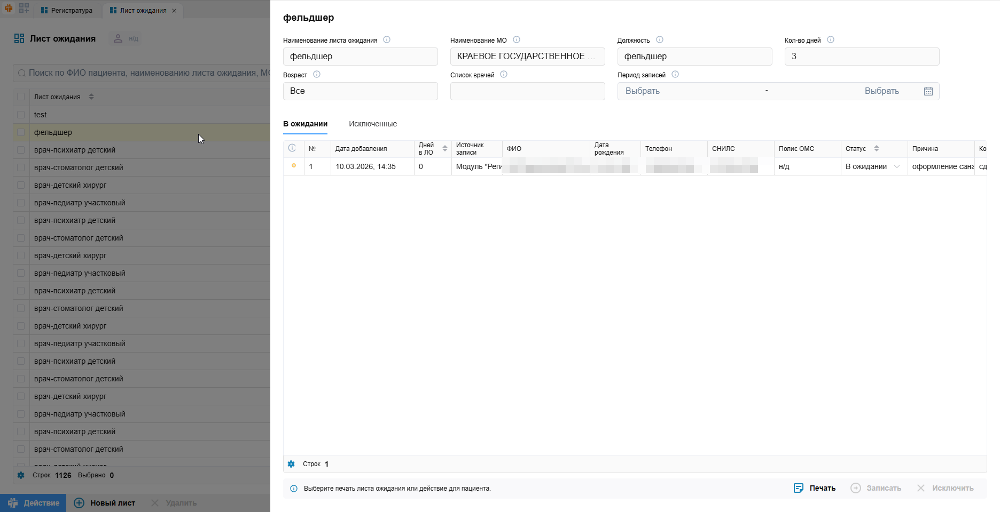 Регистратура
Лист ожидания
Лист ожидания
н/д
Поиск по ФИО пациента, наименованию листа ожидания, МО
Лист ожидания
test
фельдшер
врач-психиатр детский
врач-стоматолог детский
врач-детский хирург
врач-педиатр участковый
врач-психиатр детский
врач-стоматолог детский
врач-детский хирург
врач-педиатр участковый
врач-психиатр детский
врач-стоматолог детский
врач-детский хирург
врач-педиатр участковый
врач-психиатр детский
врач-стоматолог детский
врач-детский хирург
врач-педиатр участковый
врач-психиатр детский
врач-стоматолог детский
врач-детский хирург
Строк 1126 Выбрано 0
Действие
Новый лист
Удалить
фельдшер
Наименование листа ожидания
Наименование МО
Должность
Кол-во дней
фельдшер
КРАЕВОЕ ГОСУДАРСТВЕННОЕ ...
фельдшер
3
Возраст
Список врачей
Период записей
Все
Выбрать - Выбрать
В ожидании
Исключенные
№
Дата добавления
Дней в ЛО
Источник записи
ФИО
Дата рождения
Телефон
СНИЛС
Полис ОМС
Статус
Причина
Ко
1
10.03.2026, 14:35
0
Модуль "Реги
н/д
В ожидании
оформление сана
сд
Строк 1
Выберите печать листа ожидания или действие для пациента.
Печать
Записать
Исключить